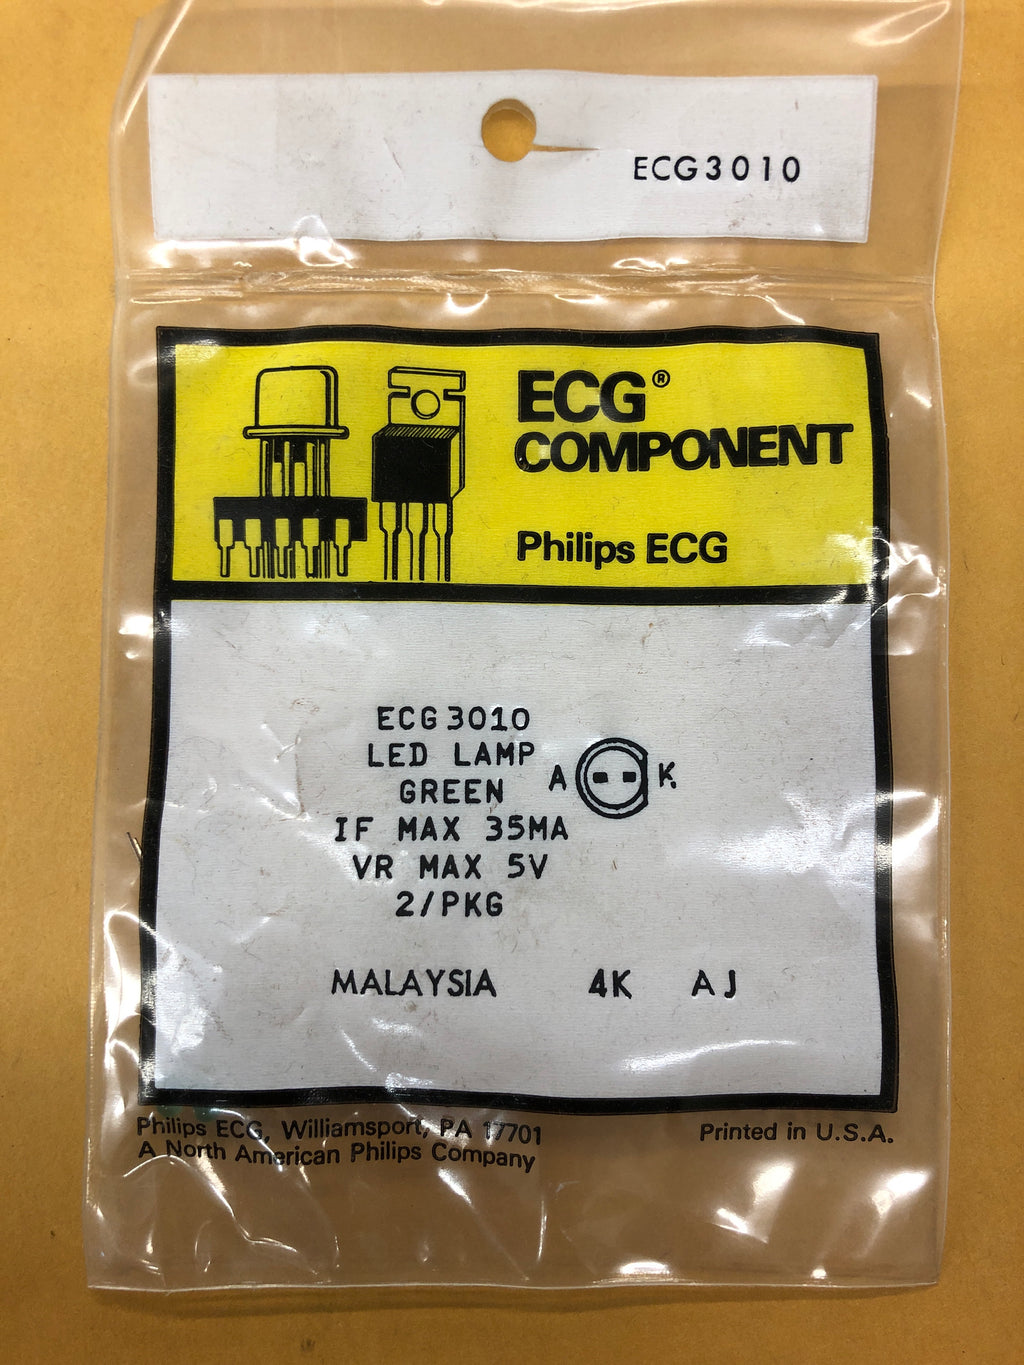 ECG3010
ECG®
COMPONENT
Philips ECG
ECG3010
LED LAMP
GREEN
A K
IF MAX 35MA
VR MAX 5V
2/PKG
MALAYSIA 4K AJ
Philips ECG, Williamsport, PA 17701
A North American Philips Company
Printed in U.S.A.